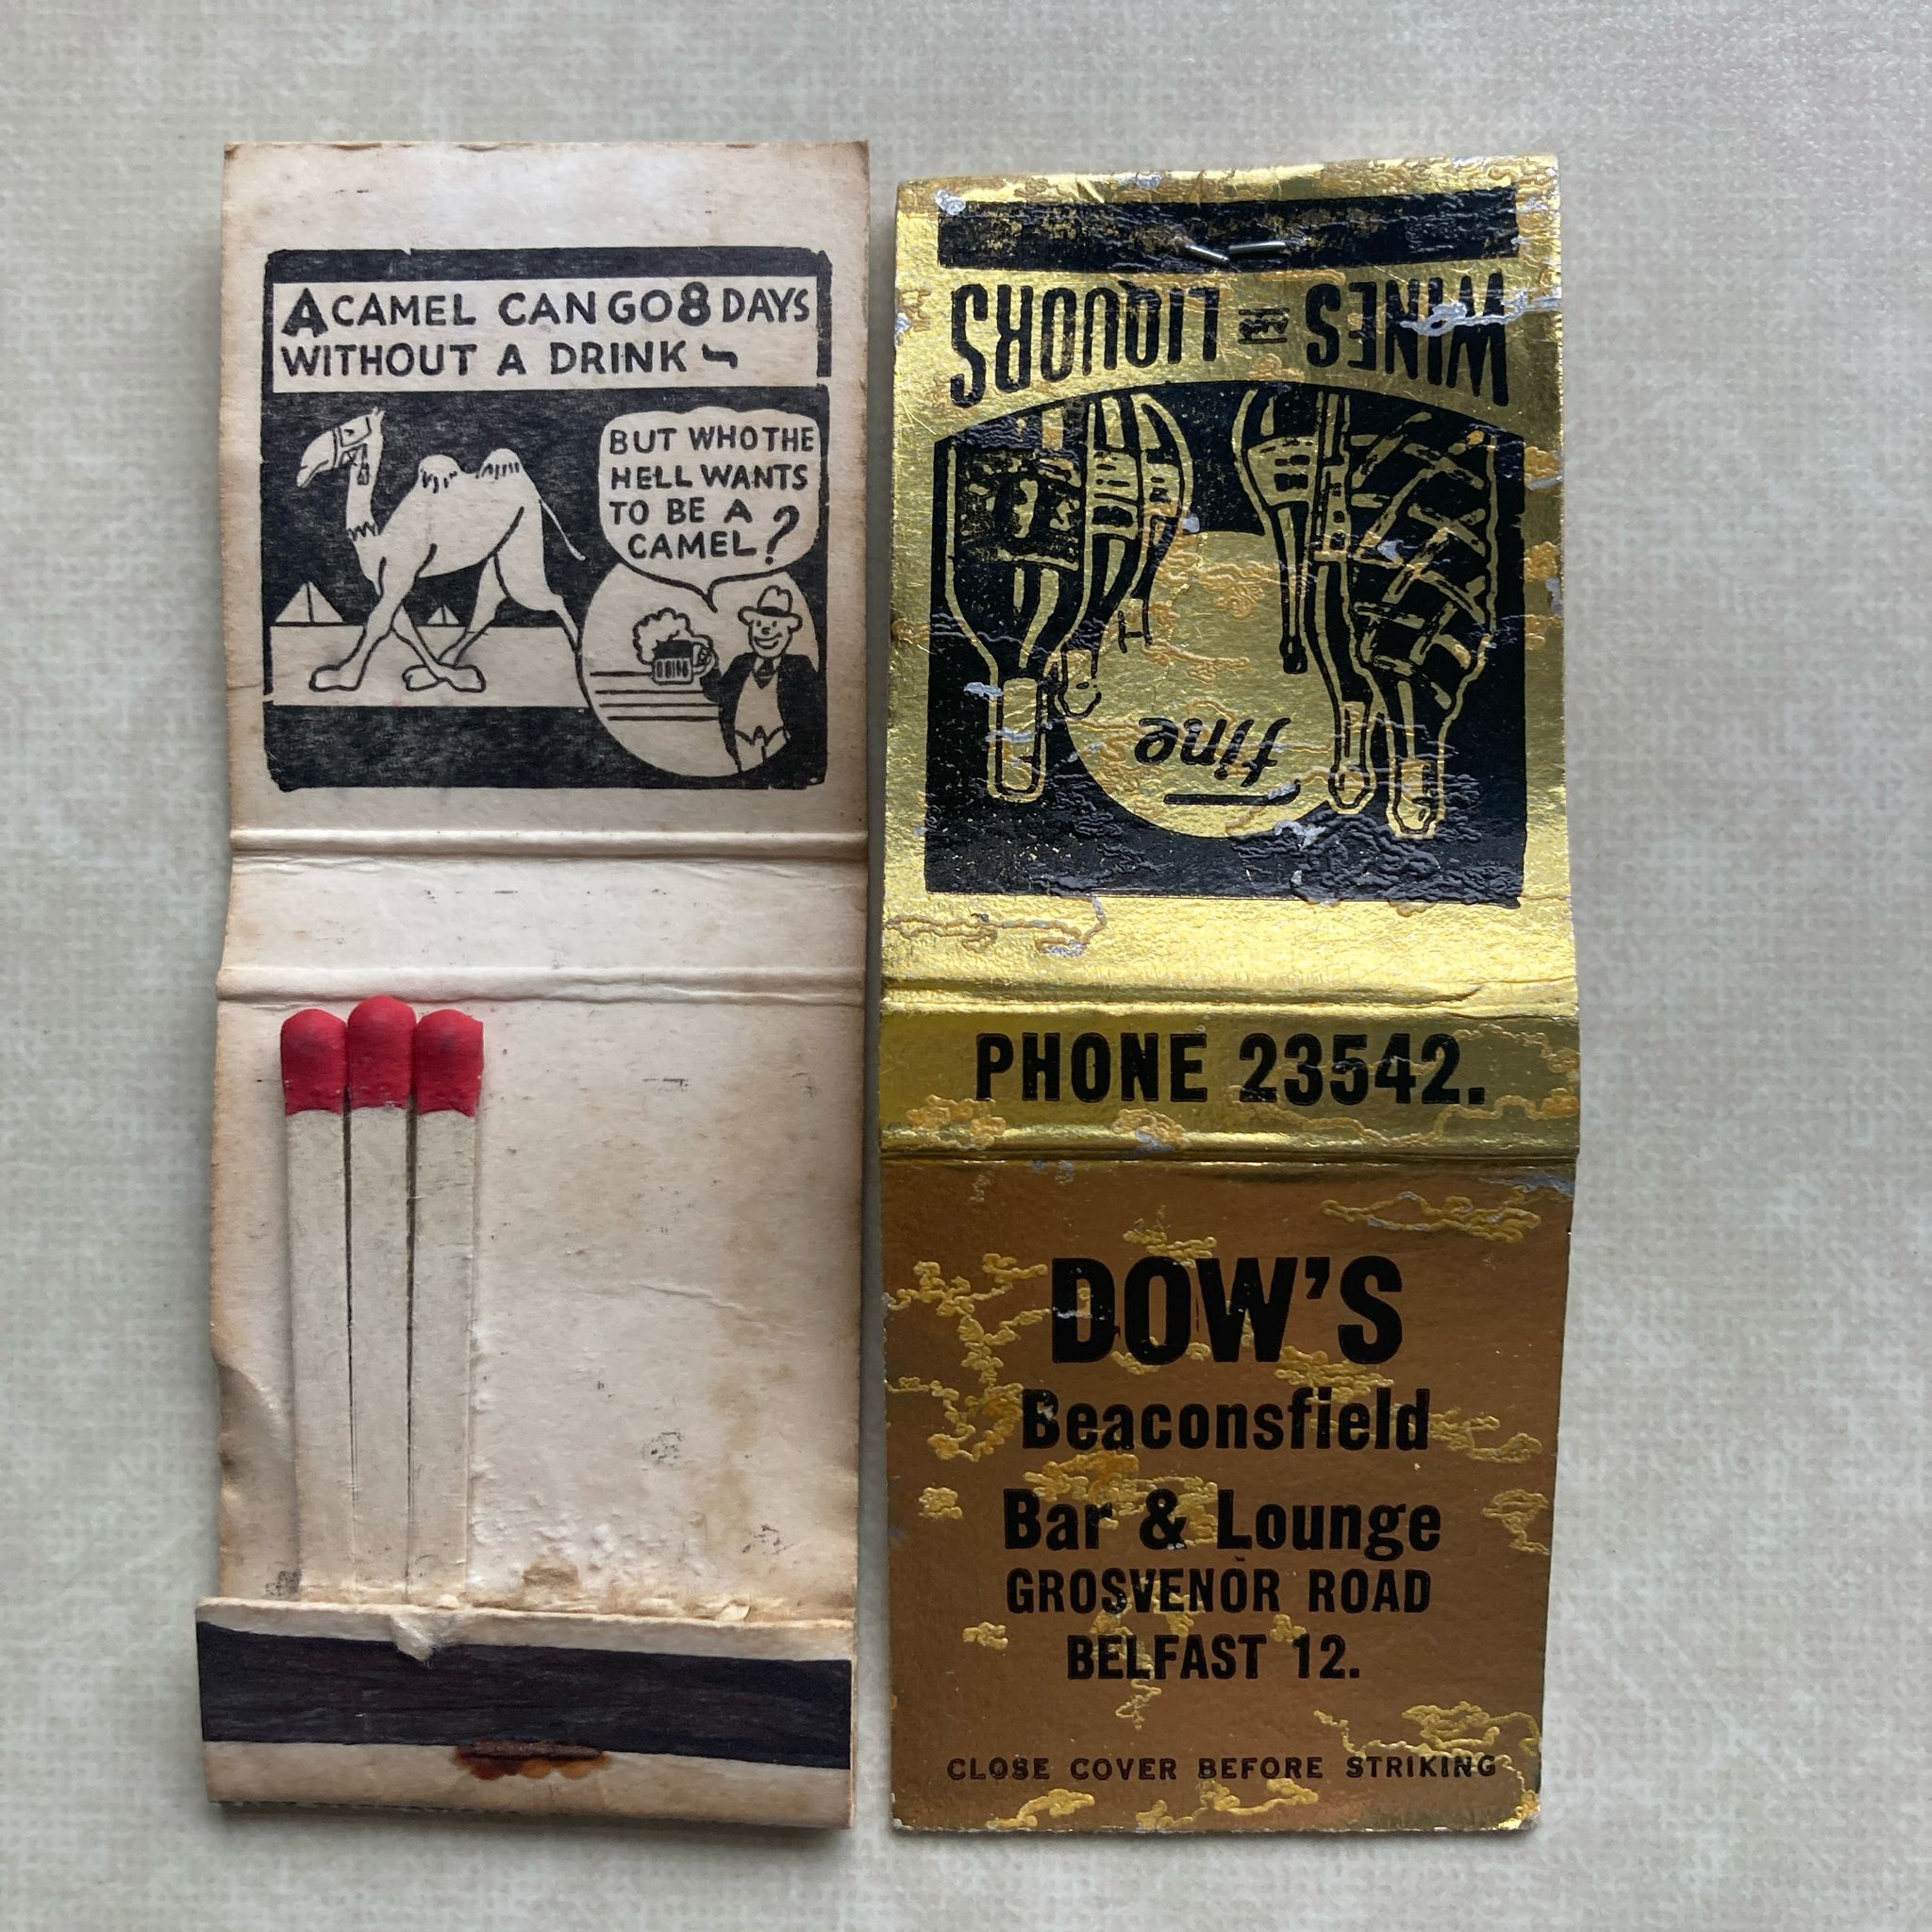 A CAMEL CAN GO 8 DAYS
WITHOUT A DRINK
BUT WHO THE
HELL WANTS
TO BE A
CAMEL?
fine
WINES and LIQUORS
PHONE 23542.
DOW'S
Beaconsfield
Bar & Lounge
GROSVENOR ROAD
BELFAST 12.
CLOSE COVER BEFORE STRIKING